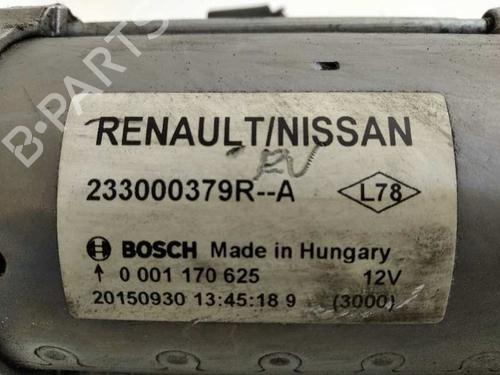 RENAULT/NISSAN
233000379R--A L78
BOSCH Made in Hungary
0 001 170 625 12V
20150930 13:45:18 9 (3000)
B-PARTS